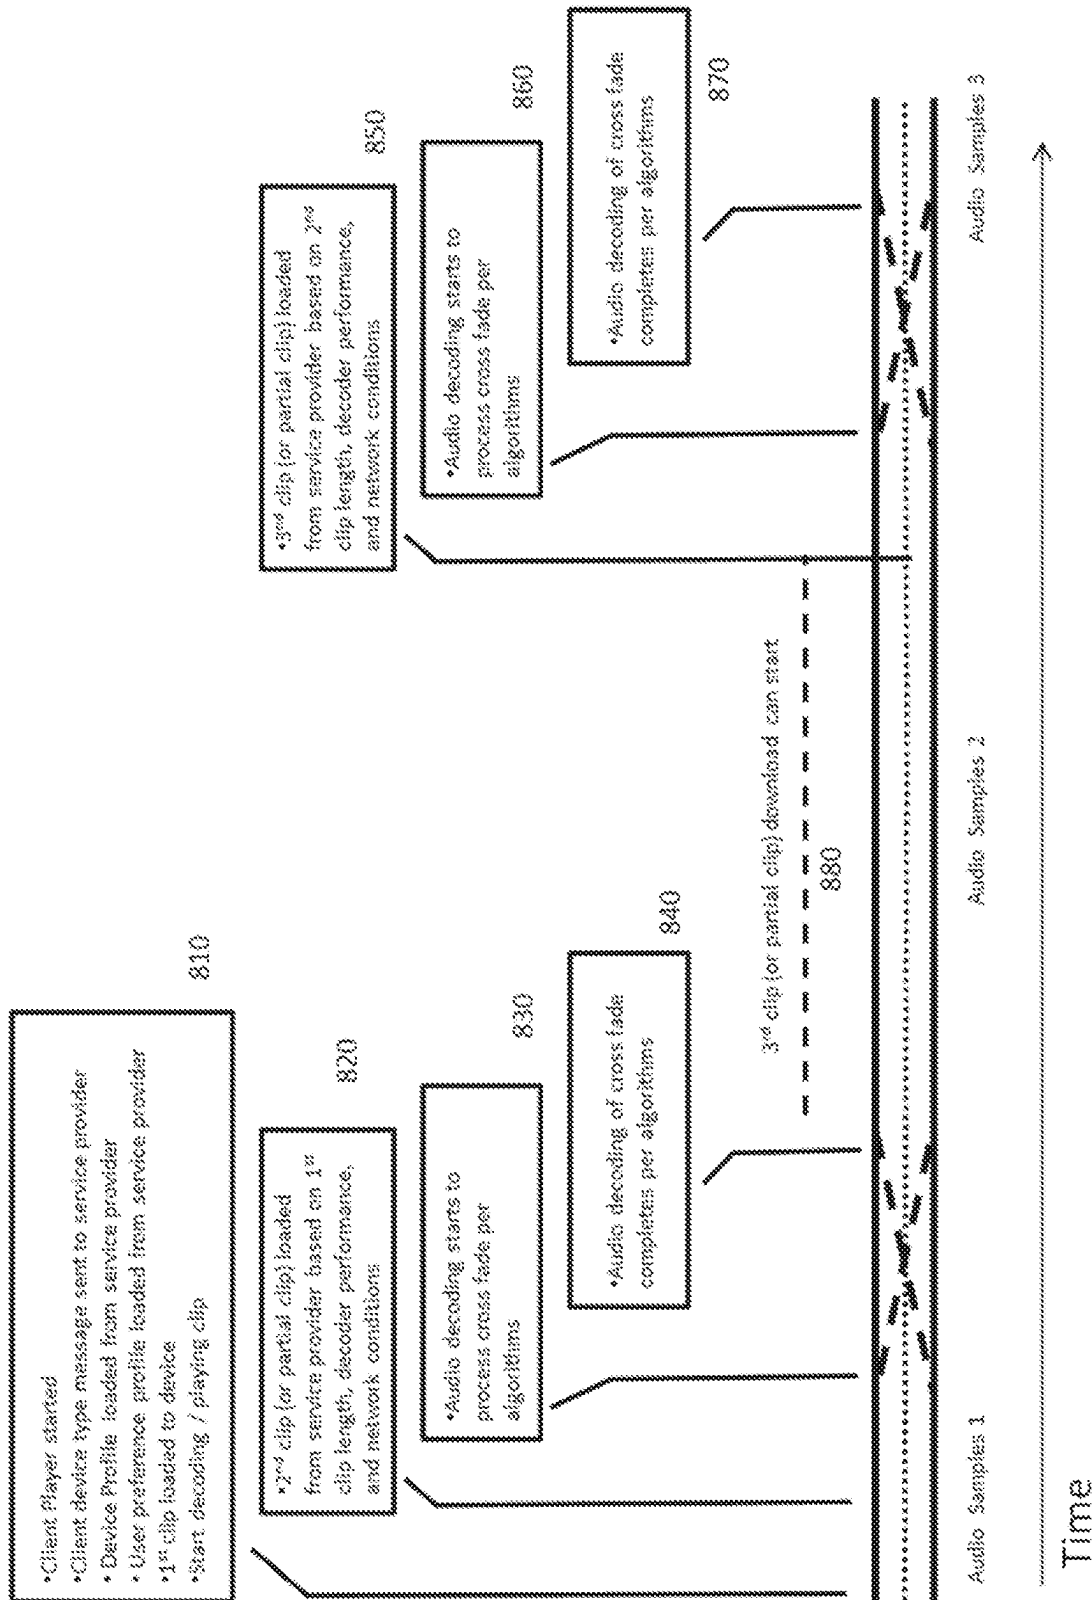 •Client Player started
•Client device type message sent to service provider
• Device Profile loaded from service provider
• User preference profile loaded from service provider
•1st clip loaded to device
•Start decoding / playing clip
810
•2nd clip (or partial clip) loaded
from service provider based on 1st
clip length, decoder performance,
and network conditions
820
•Audio decoding starts to
process cross fade per
algorithms
830
•Audio decoding of cross fade
completes per algorithms
840
3rd clip (or partial clip) download can start
880
•3rd clip (or partial clip) loaded
from service provider based on 2nd
clip length, decoder performance,
and network conditions
850
•Audio decoding starts to
process cross fade per
algorithms
860
•Audio decoding of cross fade
completes per algorithms
870
Audio Samples 1
Audio Samples 2
Audio Samples 3
Time